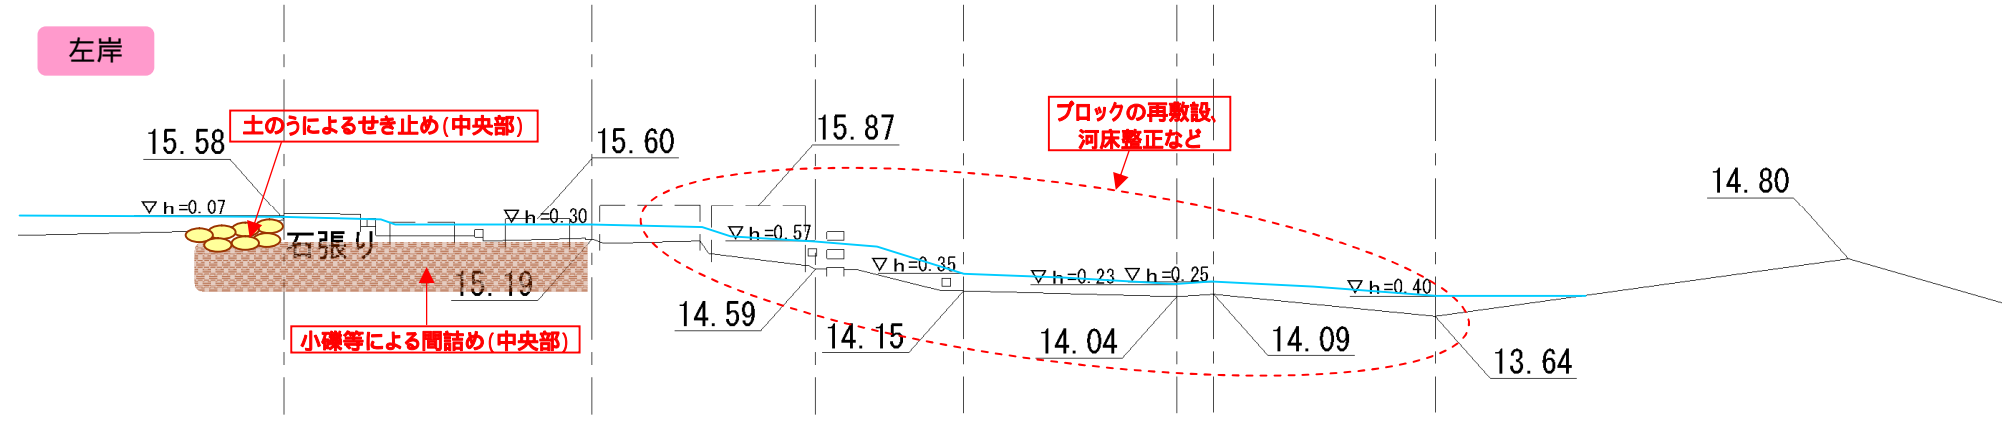 左岸
土のうによるせき止め(中央部)
ブロックの再敷設、
河床整正など
15.58
15.60
15.87
14.80
▽h=0.07
▽h=0.30
▽h=0.57
▽h=0.35
▽h=0.23
▽h=0.25
▽h=0.40
石張り
15.19
14.59
14.15
14.04
14.09
13.64
小礫等による間詰め(中央部)